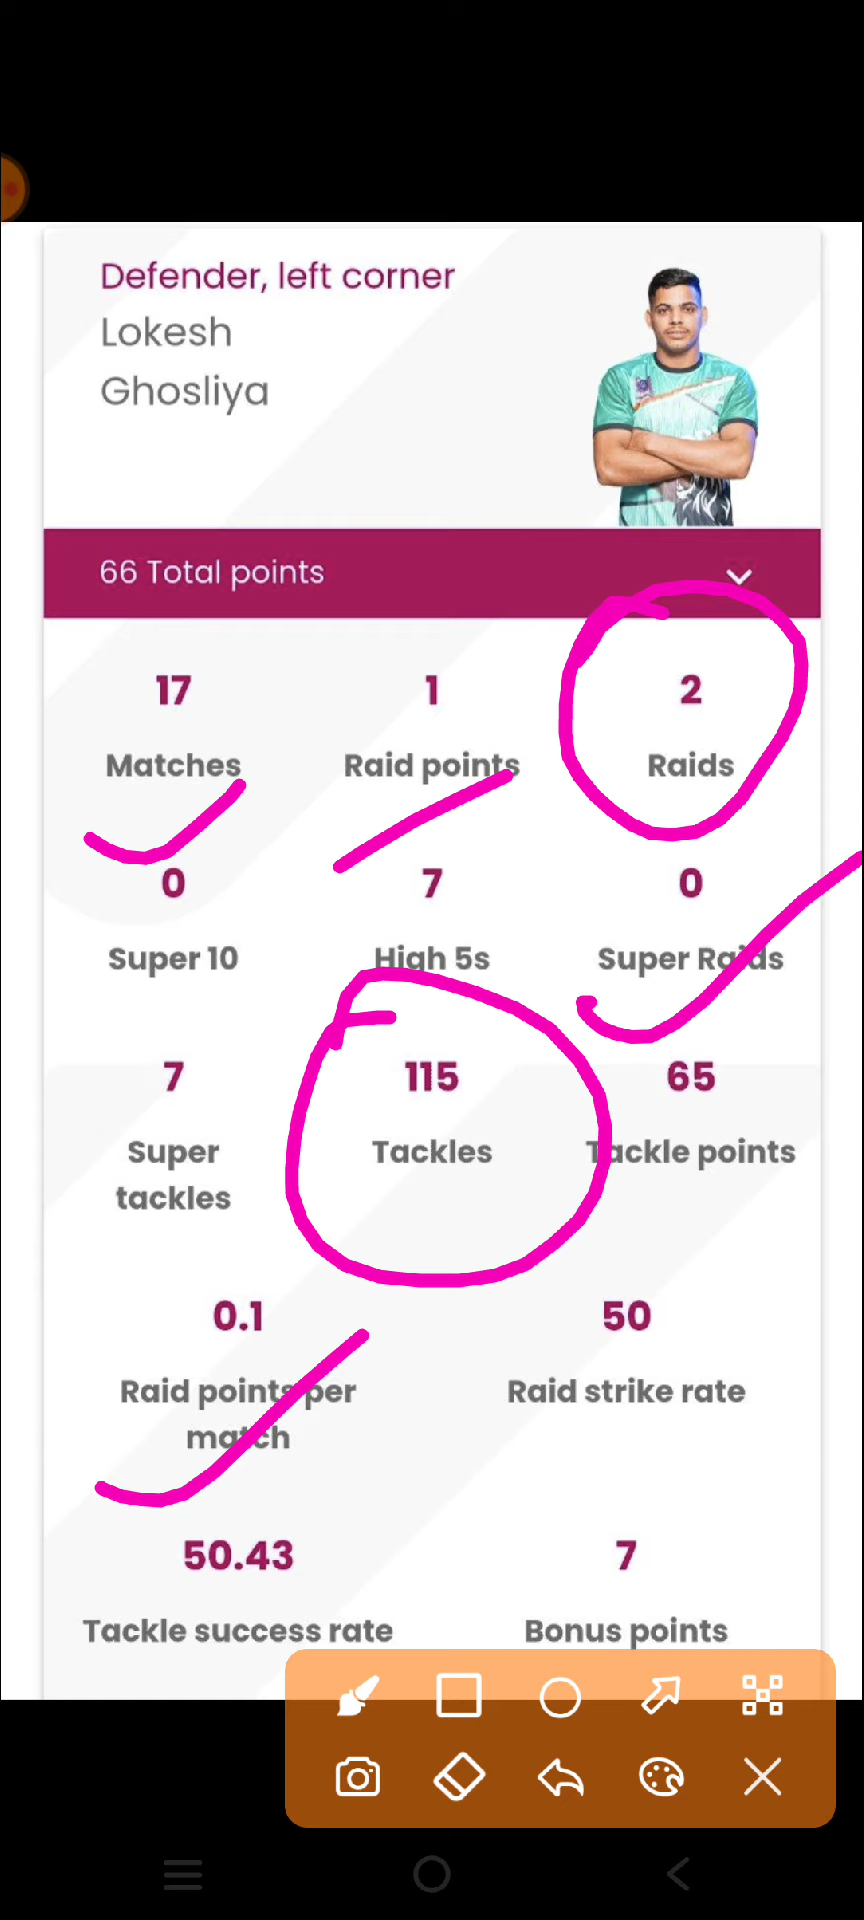 Defender, left corner
Lokesh
Ghosliya
66 Total points
17 1 2
Matches Raid points Raids
0 7 0
Super 10 High 5s Super Raids
7 115 65
Super Tackles Tackle points
tackles
0.1 50
Raid points per Raid strike rate
match
50.43 7
Tackle success rate Bonus points